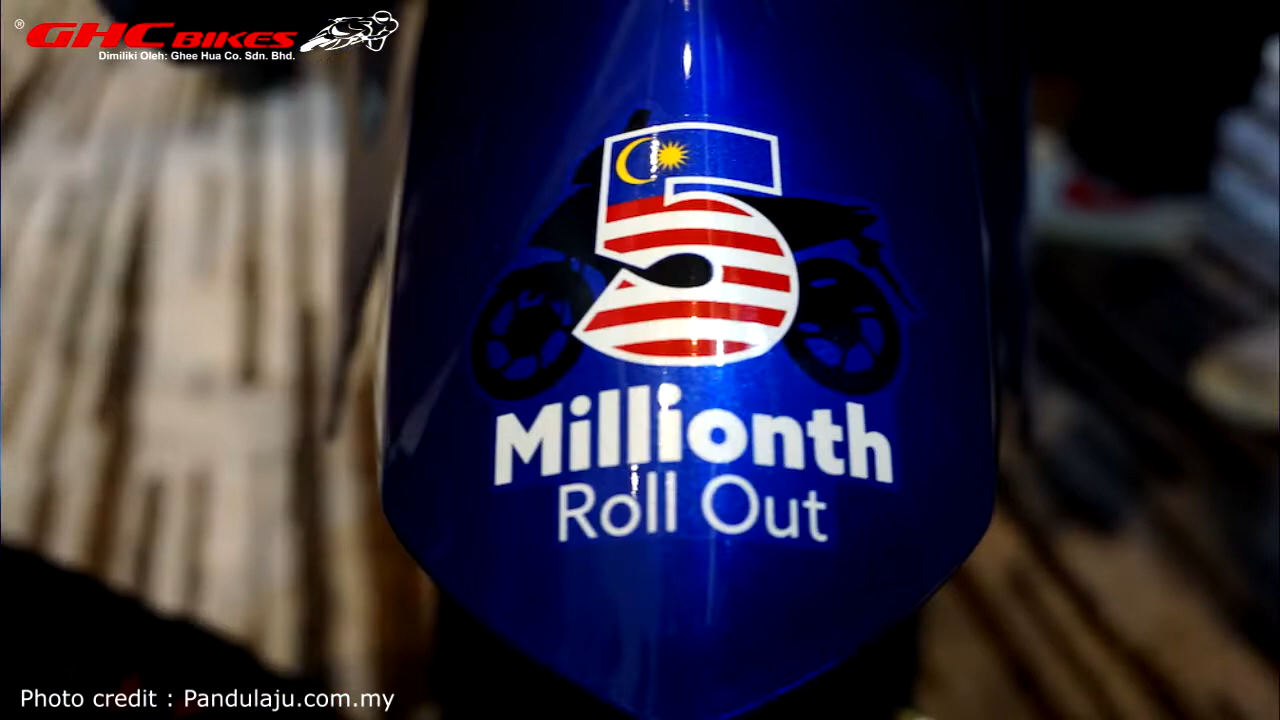 ® GHC BIKES
Dimiliki Oleh: Ghee Hua Co. Sdn. Bhd.
5
Millionth
Roll Out
Photo credit : Pandulaju.com.my